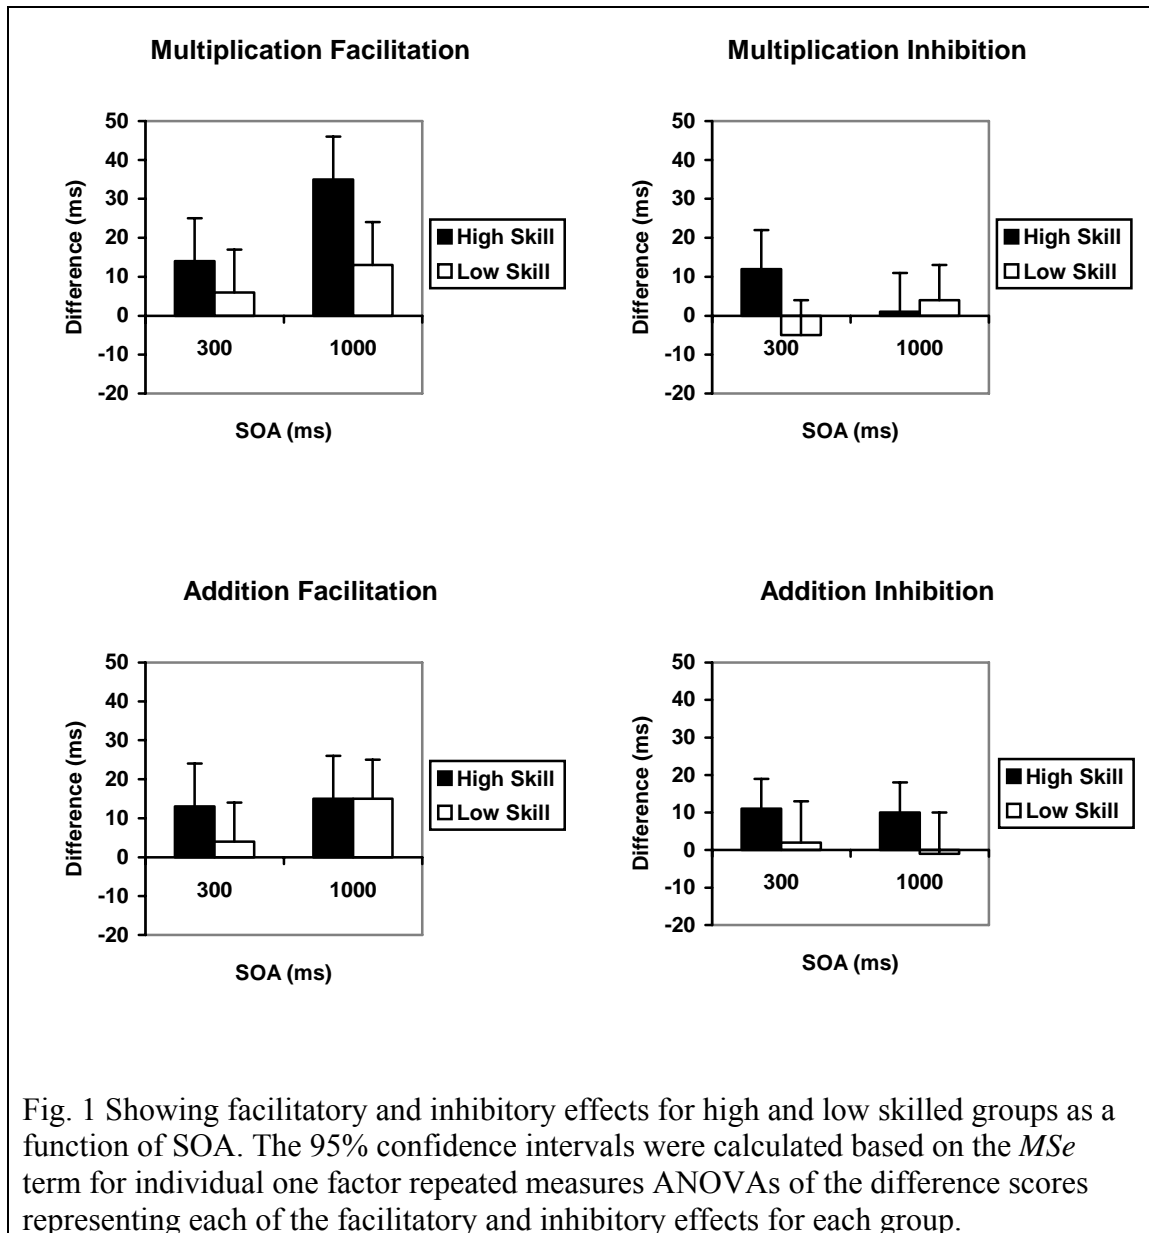 Multiplication Facilitation
50
40
30
20
10
0
-10
-20
Difference (ms)
300
1000
SOA (ms)
High Skill
Low Skill
Multiplication Inhibition
50
40
30
20
10
0
-10
-20
Difference (ms)
300
1000
SOA (ms)
High Skill
Low Skill
Addition Facilitation
50
40
30
20
10
0
-10
-20
Difference (ms)
300
1000
SOA (ms)
High Skill
Low Skill
Addition Inhibition
50
40
30
20
10
0
-10
-20
Difference (ms)
300
1000
SOA (ms)
High Skill
Low Skill
Fig. 1 Showing facilitatory and inhibitory effects for high and low skilled groups as a
function of SOA. The 95% confidence intervals were calculated based on the MSe
term for individual one factor repeated measures ANOVAs of the difference scores
representing each of the facilitatory and inhibitory effects for each group.